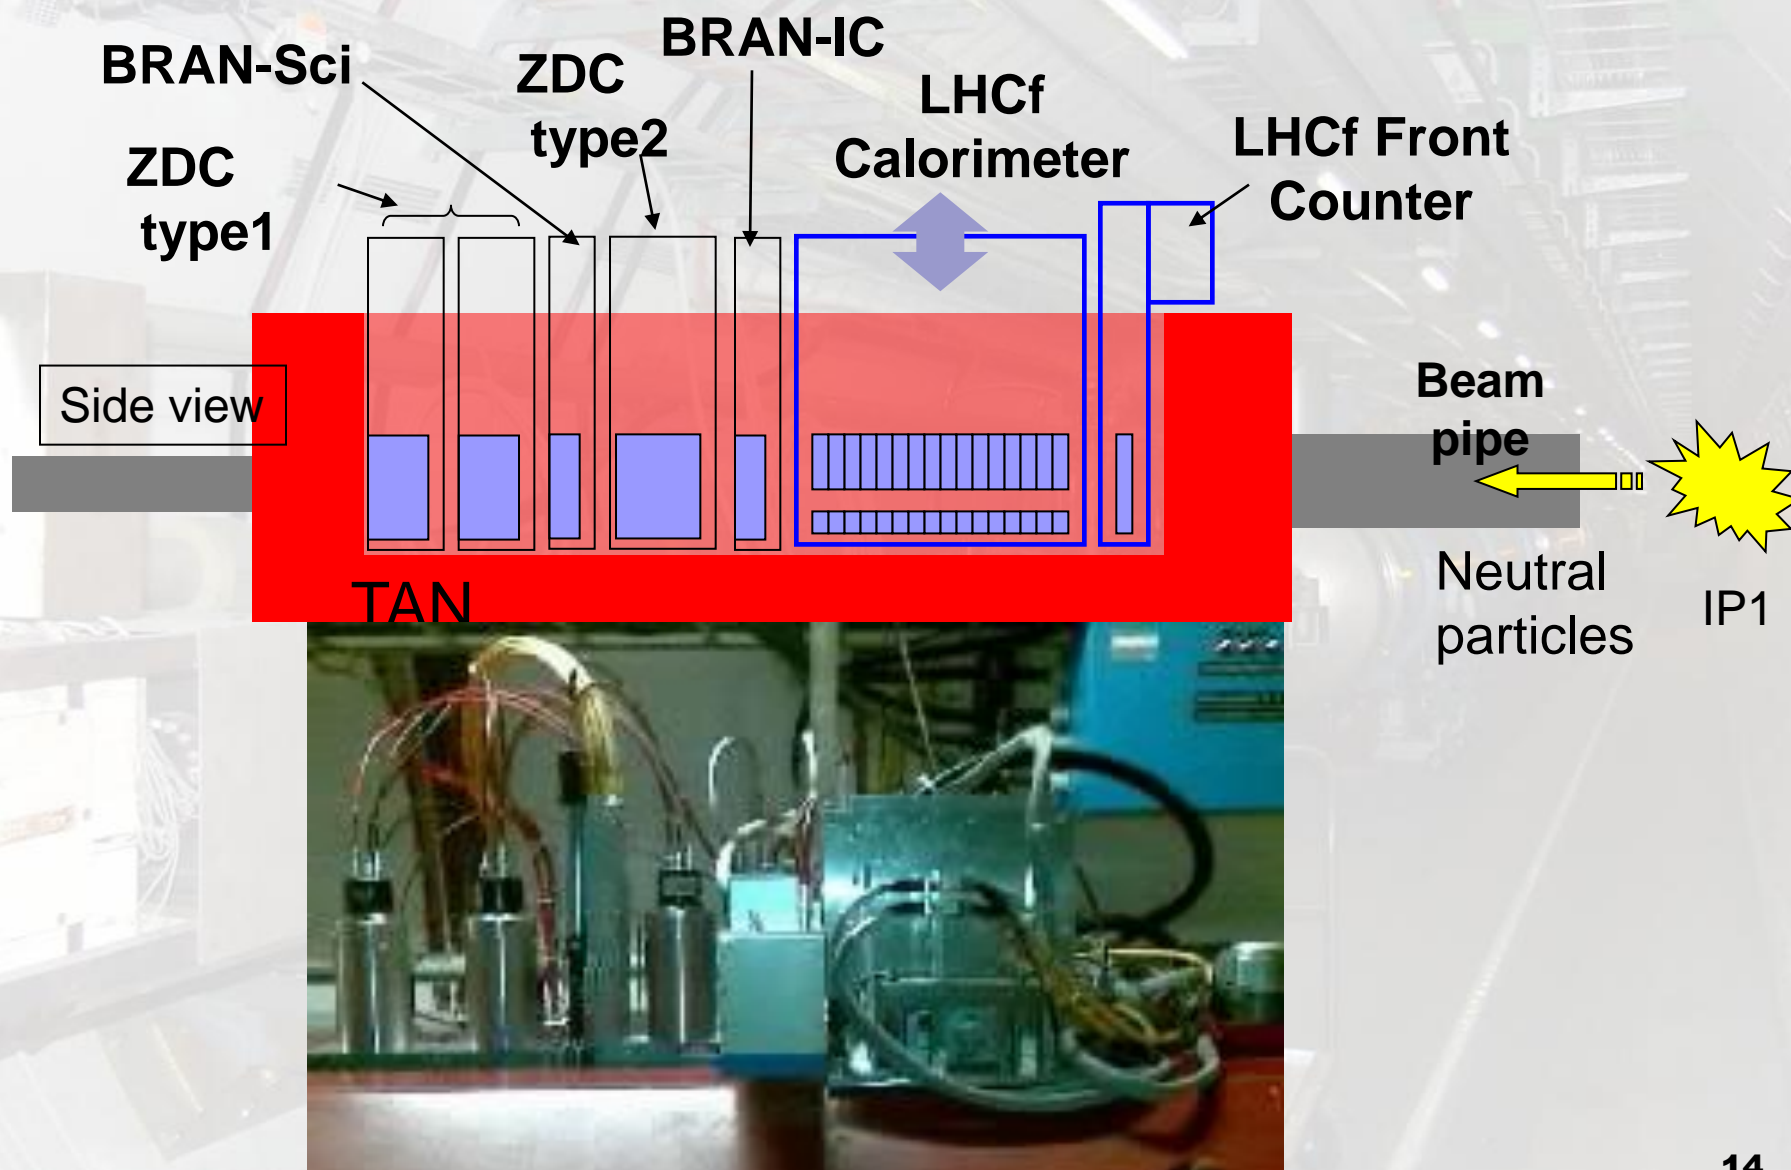 BRAN-Sci
BRAN-IC
ZDC
type2
LHCf
Calorimeter
LHCf Front
Counter
ZDC
type1
Side view
Beam
pipe
TAN
Neutral
particles
IP1
14